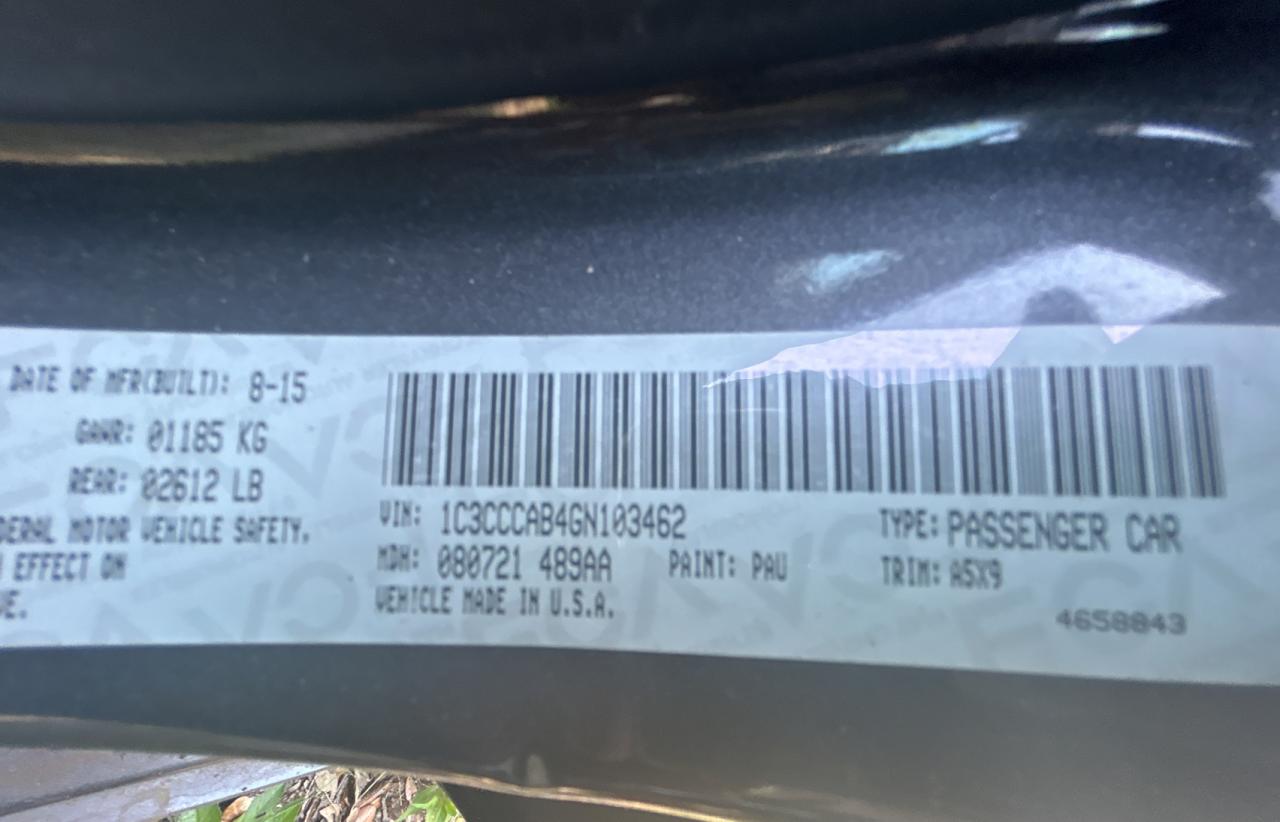 DATE OF MFR(BUILT): 8-15
GAWR: 01185 KG
REAR: 02612 LB
DERAL MOTOR VEHICLE SAFETY,
EFFECT ON
VE.
VIN: 1C3CCCAB4GN103462
MDH: 080721 489AA PAINT: PAU
VEHICLE MADE IN U.S.A.
TYPE: PASSENGER CAR
TRIM: A5X9
4658843